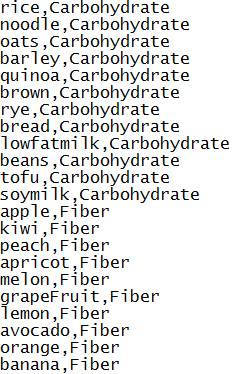 rice,Carbohydrate
noodle,Carbohydrate
oats,Carbohydrate
barley,Carbohydrate
quinoa,Carbohydrate
brown,Carbohydrate
rye,Carbohydrate
bread,Carbohydrate
lowfatmilk,Carbohydrate
beans,Carbohydrate
tofu,Carbohydrate
soymilk,Carbohydrate
apple,Fiber
kiwi,Fiber
peach,Fiber
apricot,Fiber
melon,Fiber
grapeFruit,Fiber
lemon,Fiber
avocado,Fiber
orange,Fiber
banana,Fiber